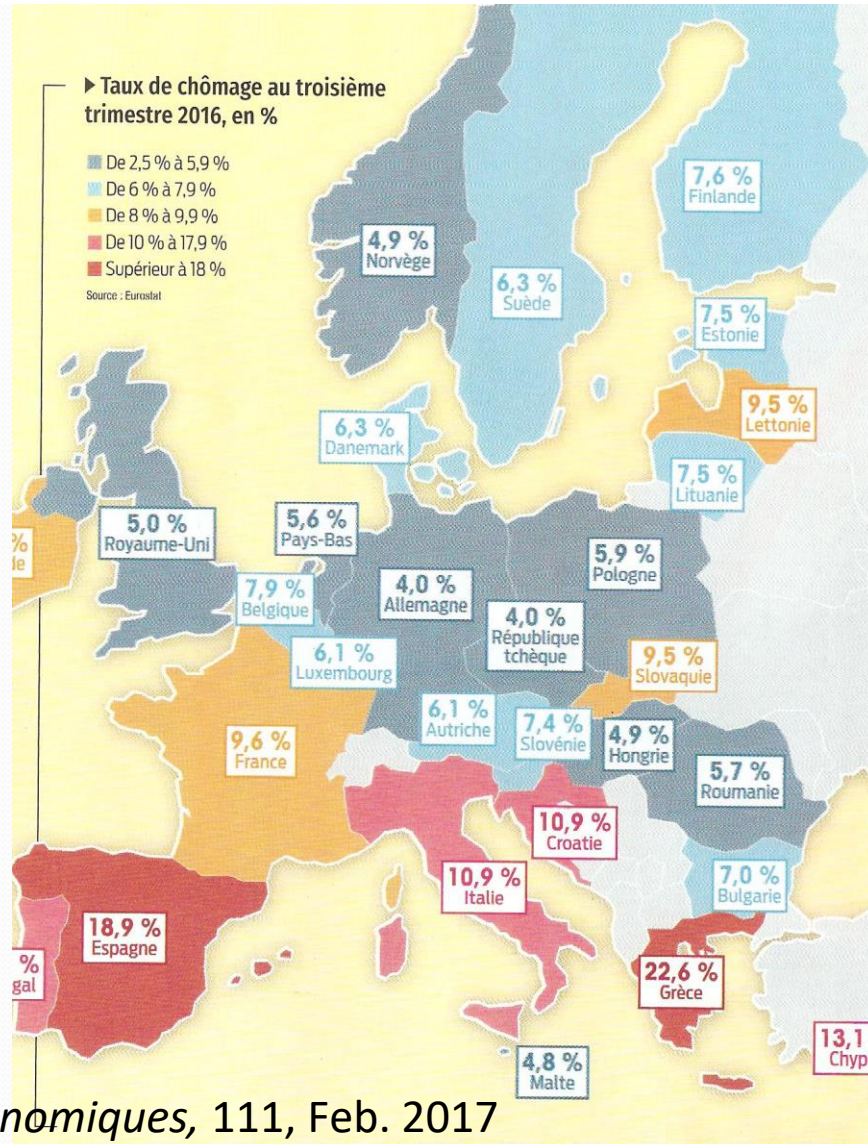 ▶ Taux de chômage au troisième
trimestre 2016, en %
De 2,5 % à 5,9 %
De 6 % à 7,9 %
De 8 % à 9,9 %
De 10 % à 17,9 %
Supérieur à 18 %
Source : Eurostat
7,6 %
Finlande
4,9 %
Norvège
6,3 %
Suède
7,5 %
Estonie
9,5 %
Lettonie
6,3 %
Danemark
7,5 %
Lituanie
%
de
5,0 %
Royaume-Uni
5,6 %
Pays-Bas
5,9 %
Pologne
7,9 %
Belgique
4,0 %
Allemagne
4,0 %
République
tchèque
6,1 %
Luxembourg
9,5 %
Slovaquie
6,1 %
Autriche
7,4 %
Slovénie
4,9 %
Hongrie
9,6 %
France
5,7 %
Roumanie
10,9 %
Croatie
10,9 %
Italie
7,0 %
Bulgarie
18,9 %
Espagne
%
gal
22,6 %
Grèce
13,1
Chyp
4,8 %
Malte
nomiques, 111, Feb. 2017